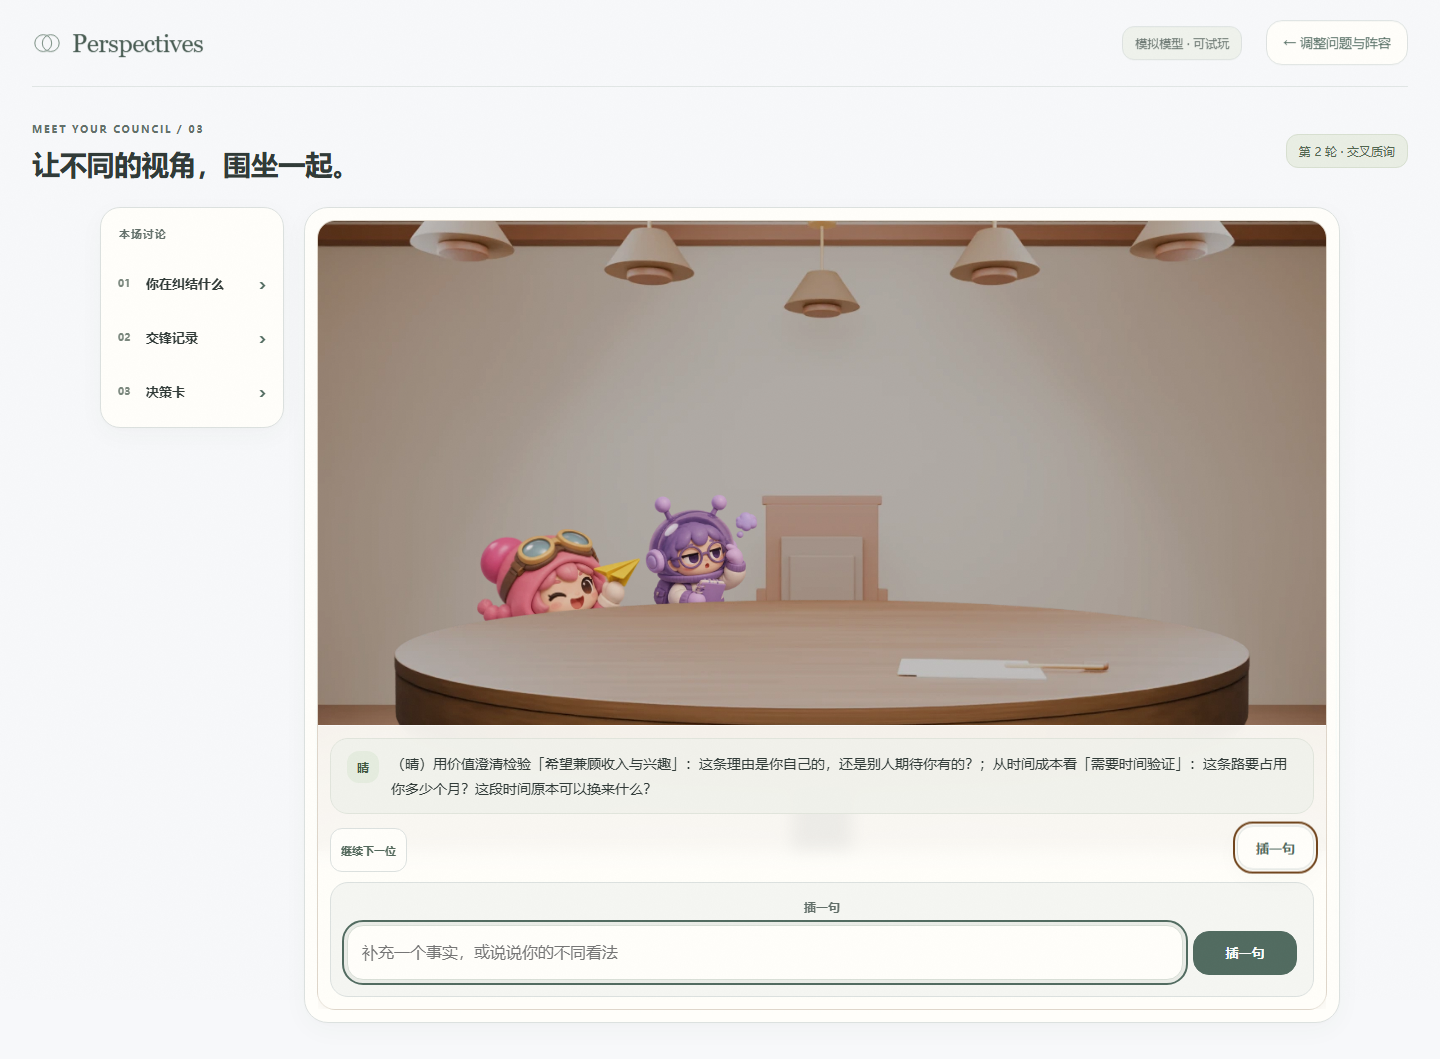 Perspectives
模拟模型 · 可试玩
← 调整问题与阵容
MEET YOUR COUNCIL / 03
让不同的视角，围坐一起。
第 2 轮 · 交叉质询
本场讨论
01 你在纠结什么 ›
02 交锋记录 ›
03 决策卡 ›
晴
（晴）用价值澄清检验「希望兼顾收入与兴趣」：这条理由是你自己的，还是别人期待你有的？；从时间成本看「需要时间验证」：这条路要占用
你多少个月？这段时间原本可以换来什么？
继续下一位
插一句
插一句
补充一个事实，或说说你的不同看法
插一句